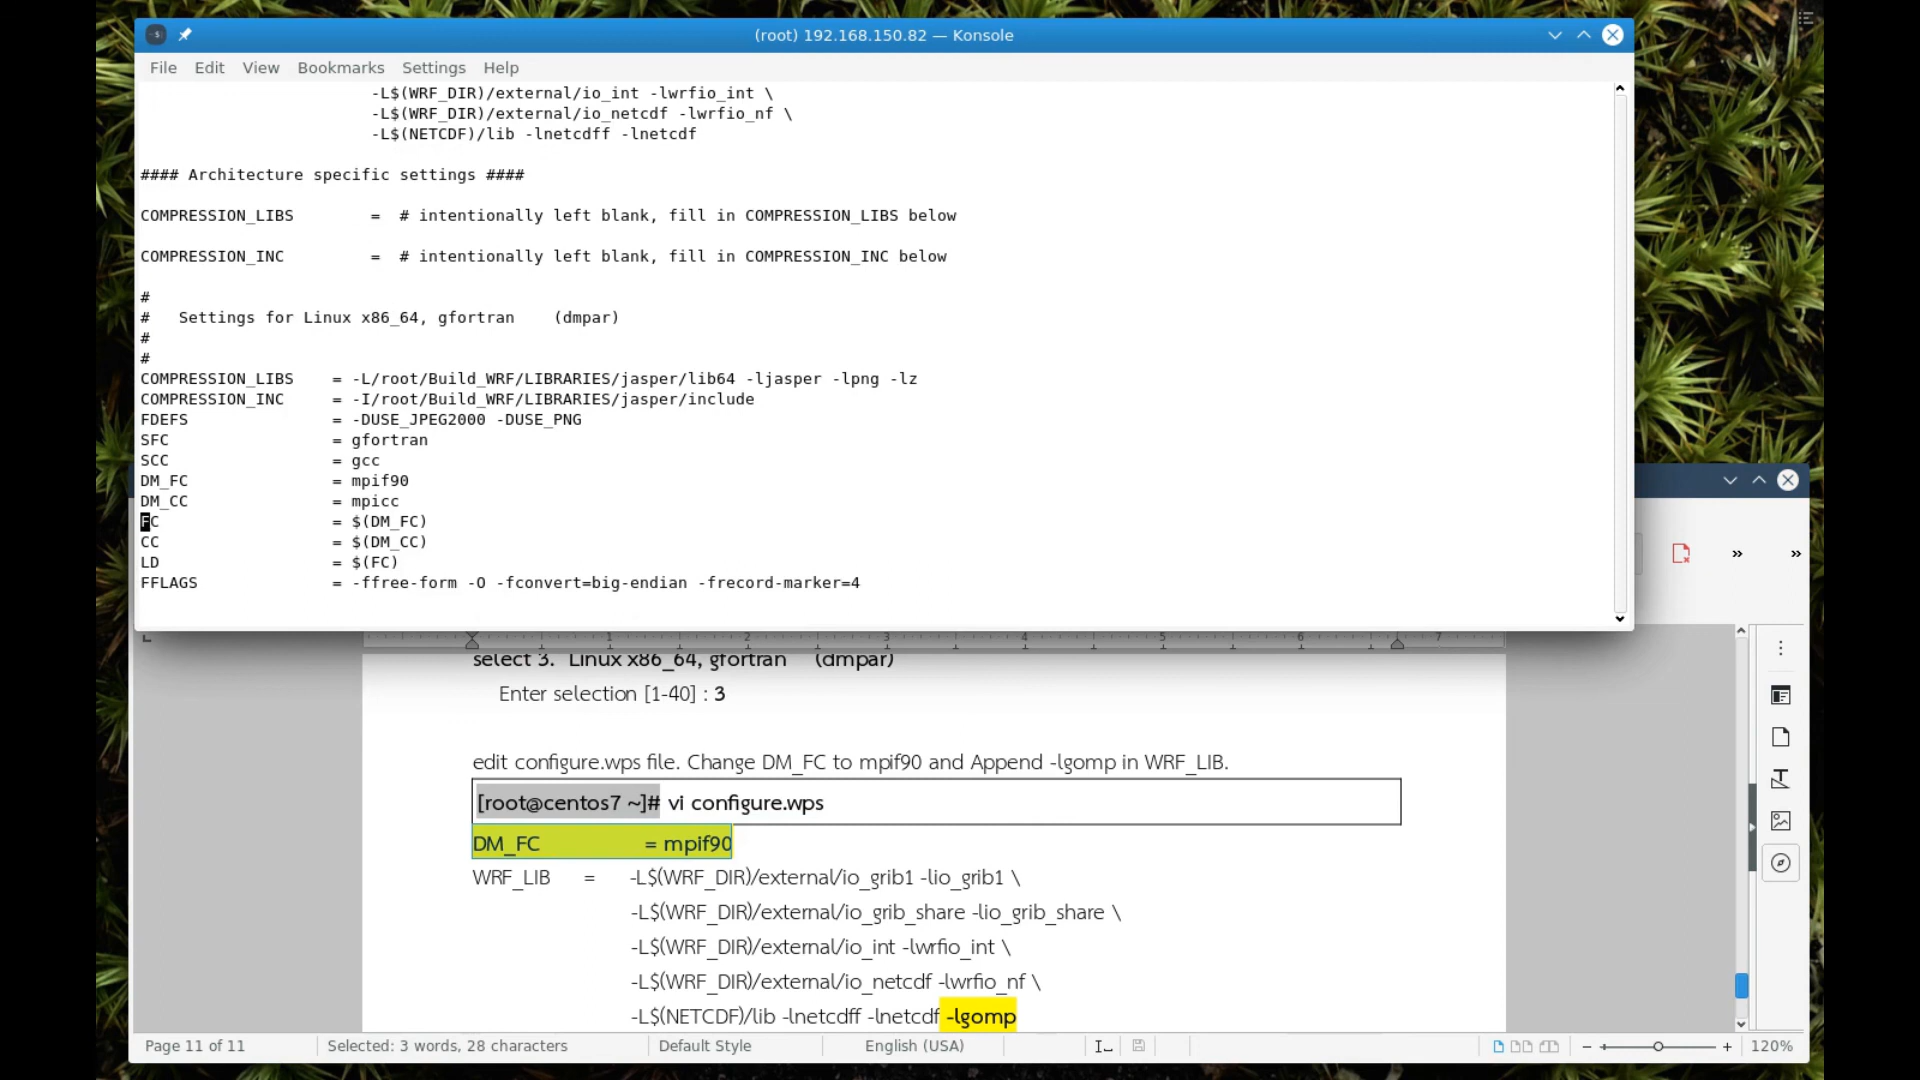 (root) 192.168.150.82 — Konsole
File Edit View Bookmarks Settings Help
-L$(WRF_DIR)/external/io_int -lwrfio_int \
-L$(WRF_DIR)/external/io_netcdf -lwrfio_nf \
-L$(NETCDF)/lib -lnetcdff -lnetcdf
#### Architecture specific settings ####
COMPRESSION_LIBS = # intentionally left blank, fill in COMPRESSION_LIBS below
COMPRESSION_INC = # intentionally left blank, fill in COMPRESSION_INC below
#
# Settings for Linux x86_64, gfortran (dmpar)
#
#
COMPRESSION_LIBS = -L/root/Build_WRF/LIBRARIES/jasper/lib64 -ljasper -lpng -lz
COMPRESSION_INC = -I/root/Build_WRF/LIBRARIES/jasper/include
FDEFS = -DUSE_JPEG2000 -DUSE_PNG
SFC = gfortran
SCC = gcc
DM_FC = mpif90
DM_CC = mpicc
FC = $(DM_FC)
CC = $(DM_CC)
LD = $(FC)
FFLAGS = -ffree-form -O -fconvert=big-endian -frecord-marker=4
» »
1 2 3 4 5 6 7
select 3. Linux x86_64, gfortran (dmpar)
Enter selection [1-40] : 3
edit configure.wps file. Change DM_FC to mpif90 and Append -lgomp in WRF_LIB.
[root@centos7 ~]# vi configure.wps
DM_FC = mpif90
WRF_LIB = -L$(WRF_DIR)/external/io_grib1 -lio_grib1 \
-L$(WRF_DIR)/external/io_grib_share -lio_grib_share \
-L$(WRF_DIR)/external/io_int -lwrfio_int \
-L$(WRF_DIR)/external/io_netcdf -lwrfio_nf \
-L$(NETCDF)/lib -lnetcdff -lnetcdf -lgomp
Page 11 of 11 Selected: 3 words, 28 characters Default Style English (USA) 120%